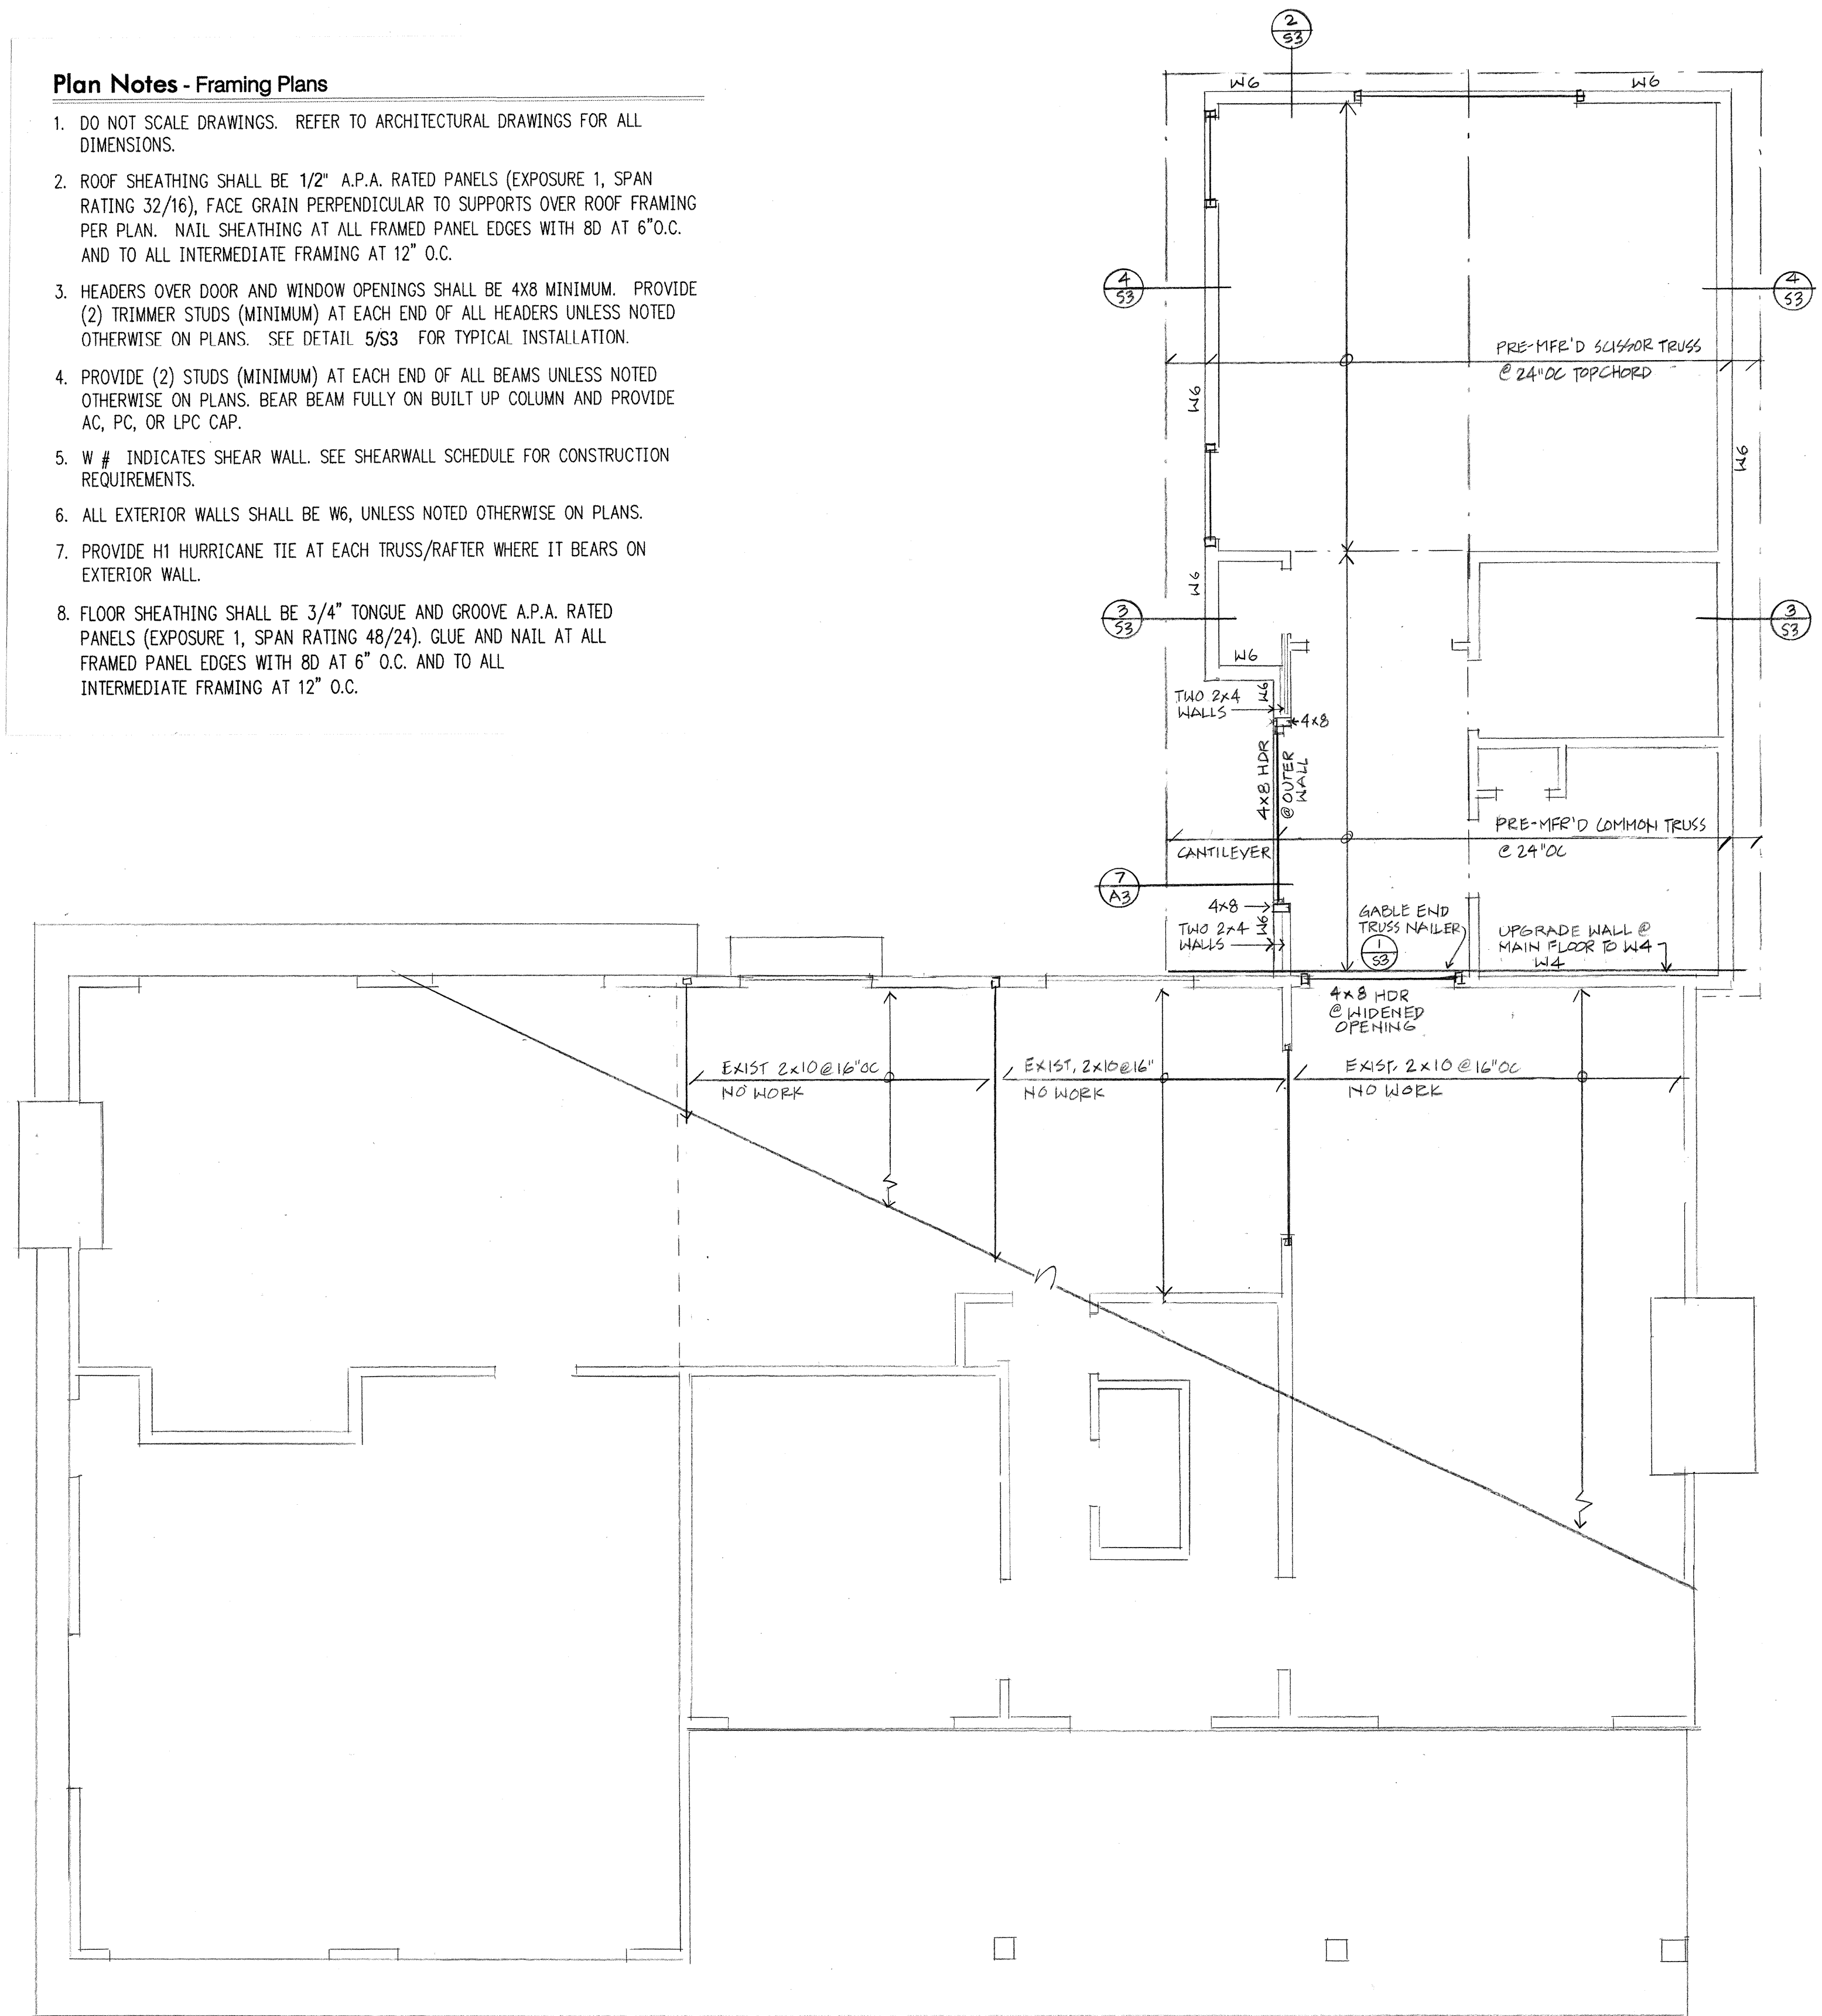 Plan Notes - Framing Plans
1. DO NOT SCALE DRAWINGS. REFER TO ARCHITECTURAL DRAWINGS FOR ALL
DIMENSIONS.
2. ROOF SHEATHING SHALL BE 1/2" A.P.A. RATED PANELS (EXPOSURE 1, SPAN
RATING 32/16), FACE GRAIN PERPENDICULAR TO SUPPORTS OVER ROOF FRAMING
PER PLAN. NAIL SHEATHING AT ALL FRAMED PANEL EDGES WITH 8D AT 6"O.C.
AND TO ALL INTERMEDIATE FRAMING AT 12" O.C.
3. HEADERS OVER DOOR AND WINDOW OPENINGS SHALL BE 4X8 MINIMUM. PROVIDE
(2) TRIMMER STUDS (MINIMUM) AT EACH END OF ALL HEADERS UNLESS NOTED
OTHERWISE ON PLANS. SEE DETAIL 5/S3 FOR TYPICAL INSTALLATION.
4. PROVIDE (2) STUDS (MINIMUM) AT EACH END OF ALL BEAMS UNLESS NOTED
OTHERWISE ON PLANS. BEAR BEAM FULLY ON BUILT UP COLUMN AND PROVIDE
AC, PC, OR LPC CAP.
5. W # INDICATES SHEAR WALL. SEE SHEARWALL SCHEDULE FOR CONSTRUCTION
REQUIREMENTS.
6. ALL EXTERIOR WALLS SHALL BE W6, UNLESS NOTED OTHERWISE ON PLANS.
7. PROVIDE H1 HURRICANE TIE AT EACH TRUSS/RAFTER WHERE IT BEARS ON
EXTERIOR WALL.
8. FLOOR SHEATHING SHALL BE 3/4" TONGUE AND GROOVE A.P.A. RATED
PANELS (EXPOSURE 1, SPAN RATING 48/24). GLUE AND NAIL AT ALL
FRAMED PANEL EDGES WITH 8D AT 6" O.C. AND TO ALL
INTERMEDIATE FRAMING AT 12" O.C.
2
S3
W6
W6
4
S3
4
S3
PRE-MFR'D SCISSOR TRUSS
@ 24"OC TOPCHORD
W6
W6
W6
3
S3
3
S3
W6
TWO 2x4
WALLS
W6
4x8
4x8 HDR
@ OUTER
WALL
PRE-MFR'D COMMON TRUSS
@ 24"OC
CANTILEVER
7
A3
4x8
TWO 2x4
WALLS
W6
GABLE END
TRUSS NAILER
1
S3
UPGRADE WALL @
MAIN FLOOR TO W4
W4
4x8 HDR
@ WIDENED
OPENING
EXIST 2x10@16"OC
NO WORK
EXIST, 2x10@16"
NO WORK
EXIST. 2x10 @16"OC
NO WORK